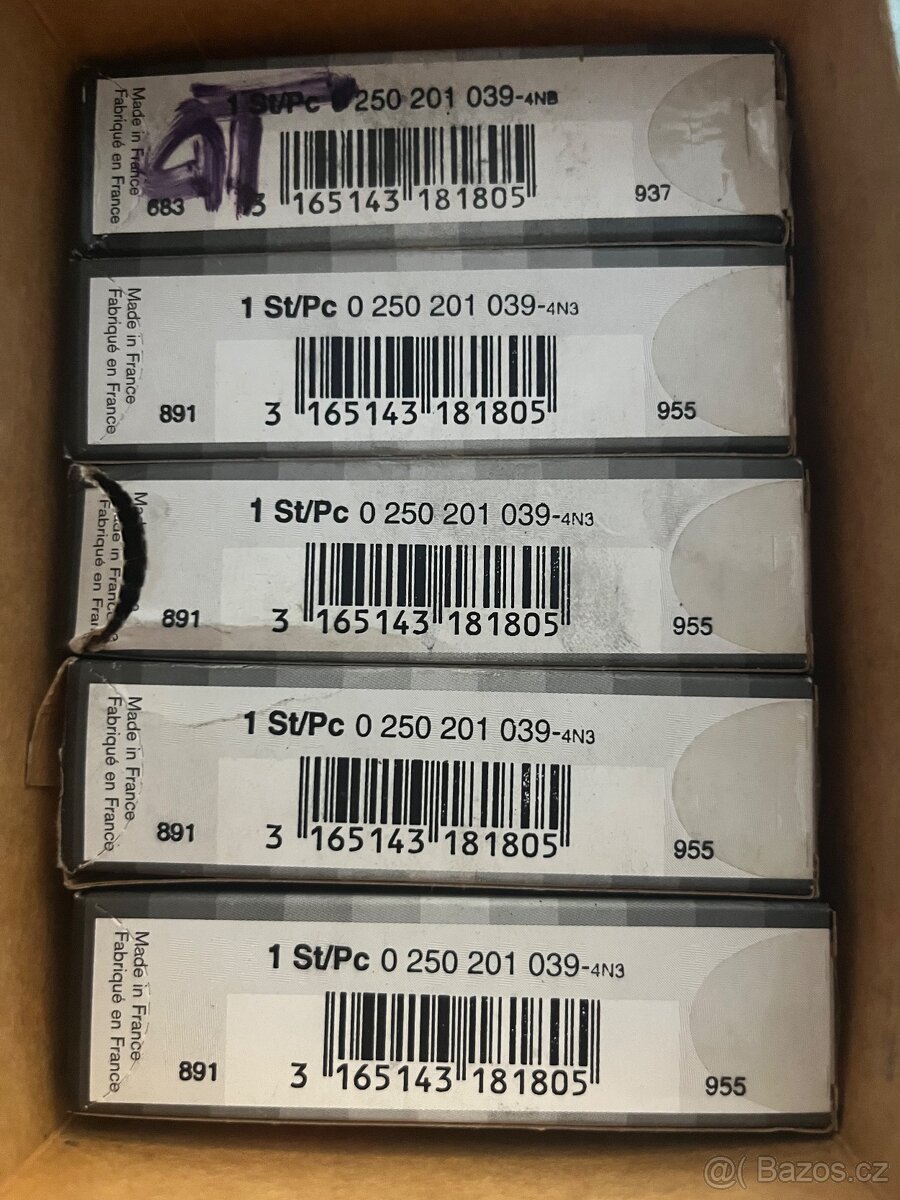 Made in France
Fabriqué en France
1 St/Pc 0 250 201 039-4NB
683
3 165143 181805
937
Made in France
Fabriqué en France
1 St/Pc 0 250 201 039-4N3
891
3 165143 181805
955
Made in France
Fabriqué en Fran
1 St/Pc 0 250 201 039-4N3
891
3 165143 181805
955
Made in France
Fabriqué en France
1 St/Pc 0 250 201 039-4N3
891
3 165143 181805
955
Made in France
Fabriqué en France
1 St/Pc 0 250 201 039-4N3
891
3 165143 181805
955
@( Bazos.cz